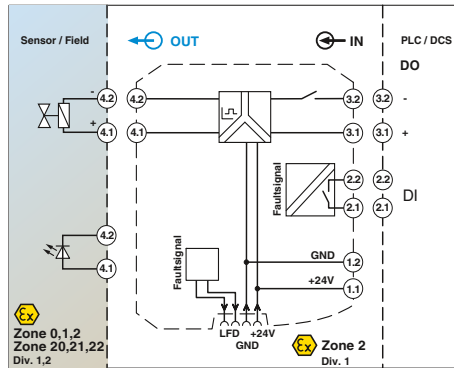 Sensor / Field
OUT
IN
PLC / DCS
DO
-
4.2
4.2
3.2
3.2
-
+
4.1
4.1
3.1
3.1
+
Faultsignal
2.2
2.2
DI
2.1
2.1
4.2
4.1
Faultsignal
GND
1.2
+24V
1.1
LFD
+24V
GND
Ex
Zone 0,1,2
Zone 20,21,22
Div. 1,2
Ex
Zone 2
Div. 1